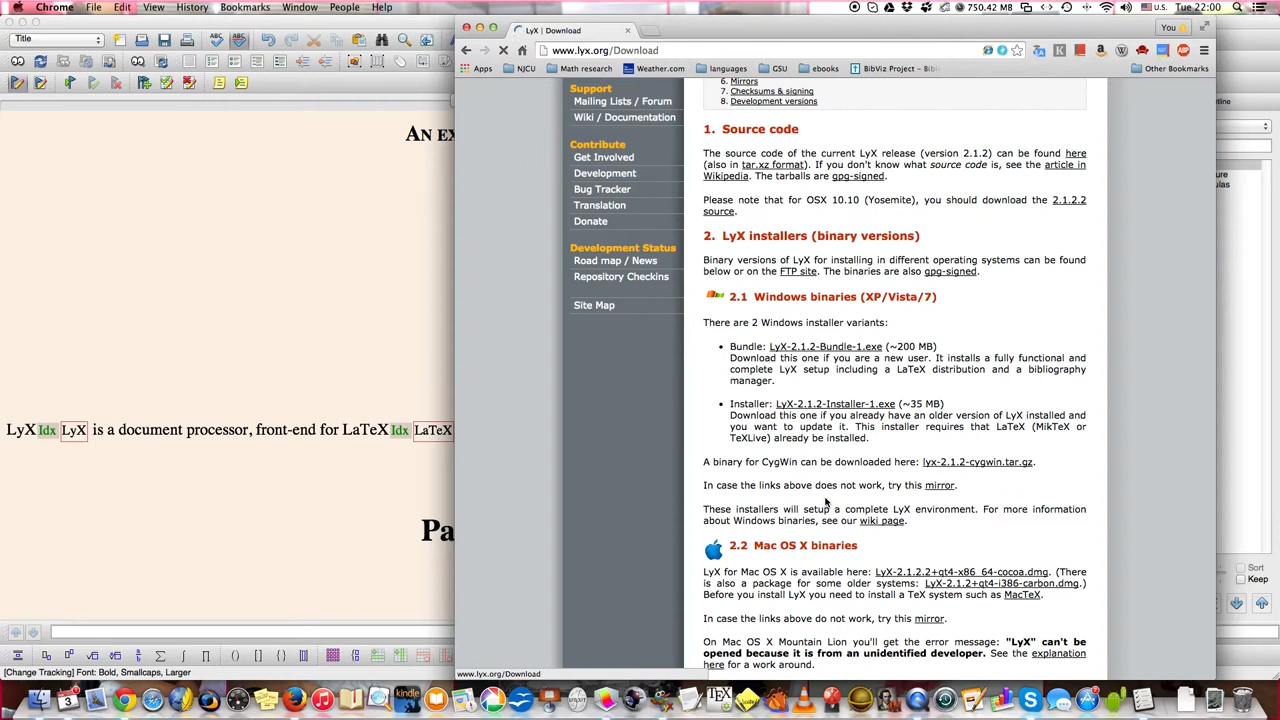 Chrome File Edit View History Bookmarks Window People Help
750.42 MB U.S. Tue 22:00
LyX | Download
You
Title
www.lyx.org/Download
Apps NJCU Math research Weather.com languages GSU ebooks BibViz Project - Bibl Other Bookmarks
6. Mirrors
7. Checksums & signing
8. Development versions
Support
Mailing Lists / Forum
Wiki / Documentation
Contribute
Get Involved
Development
Bug Tracker
Translation
Donate
Development Status
Road map / News
Repository Checkins
Site Map
1. Source code
The source code of the current LyX release (version 2.1.2) can be found here
(also in tar.xz format). If you don't know what source code is, see the article in
Wikipedia. The tarballs are gpg-signed.
Please note that for OSX 10.10 (Yosemite), you should download the 2.1.2.2
source.
2. LyX installers (binary versions)
Binary versions of LyX for installing in different operating systems can be found
below or on the FTP site. The binaries are also gpg-signed.
2.1 Windows binaries (XP/Vista/7)
There are 2 Windows installer variants:
• Bundle: LyX-2.1.2-Bundle-1.exe (~200 MB)
Download this one if you are a new user. It installs a fully functional and
complete LyX setup including a LaTeX distribution and a bibliography
manager.
• Installer: LyX-2.1.2-Installer-1.exe (~35 MB)
Download this one if you already have an older version of LyX installed and
you want to update it. This installer requires that LaTeX (MikTeX or
TeXLive) already be installed.
A binary for CygWin can be downloaded here: lyx-2.1.2-cygwin.tar.gz.
In case the links above does not work, try this mirror.
These installers will setup a complete LyX environment. For more information
about Windows binaries, see our wiki page.
2.2 Mac OS X binaries
LyX for Mac OS X is available here: LyX-2.1.2.2+qt4-x86_64-cocoa.dmg. (There
is also a package for some older systems: LyX-2.1.2+qt4-i386-carbon.dmg.)
Before you install LyX you need to install a TeX system such as MacTeX.
In case the links above do not work, try this mirror.
On Mac OS X Mountain Lion you'll get the error message: "LyX" can't be
opened because it is from an unidentified developer. See the explanation
here for a work around.
www.lyx.org/Download
AN EX
LyX Idx LyX is a document processor, front-end for LaTeX Idx LaTeX
Pa
Sort
Keep
[Change Tracking] Font: Bold, Smallcaps, Larger